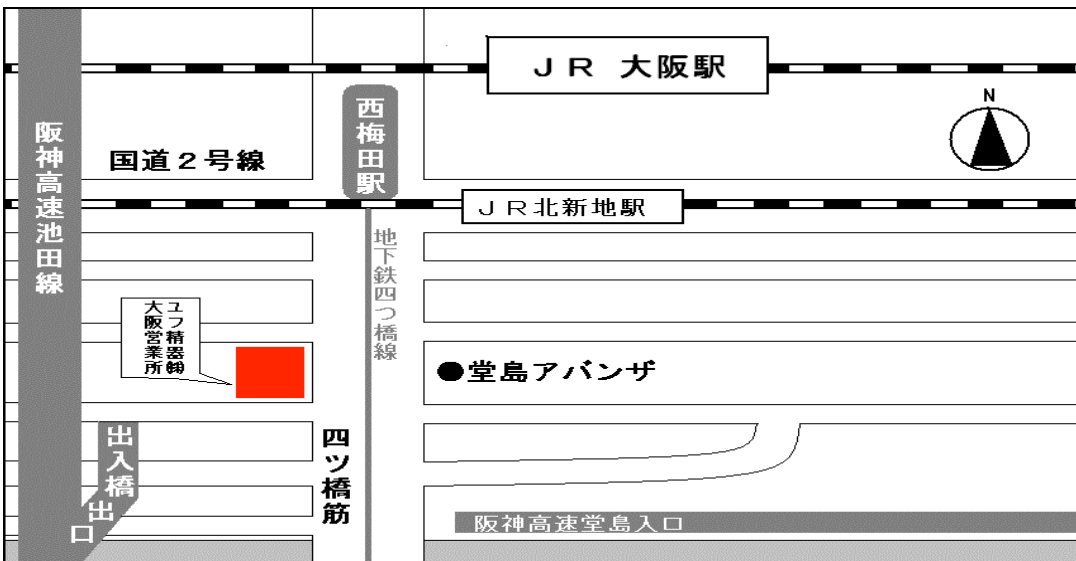 ＪＲ 大阪駅
N
西梅田駅
阪神高速池田線
国道２号線
ＪＲ北新地駅
地下鉄四つ橋線
ユフ精器㈱
大阪営業所
●堂島アバンザ
四ツ橋筋
出入橋出口
阪神高速堂島入口